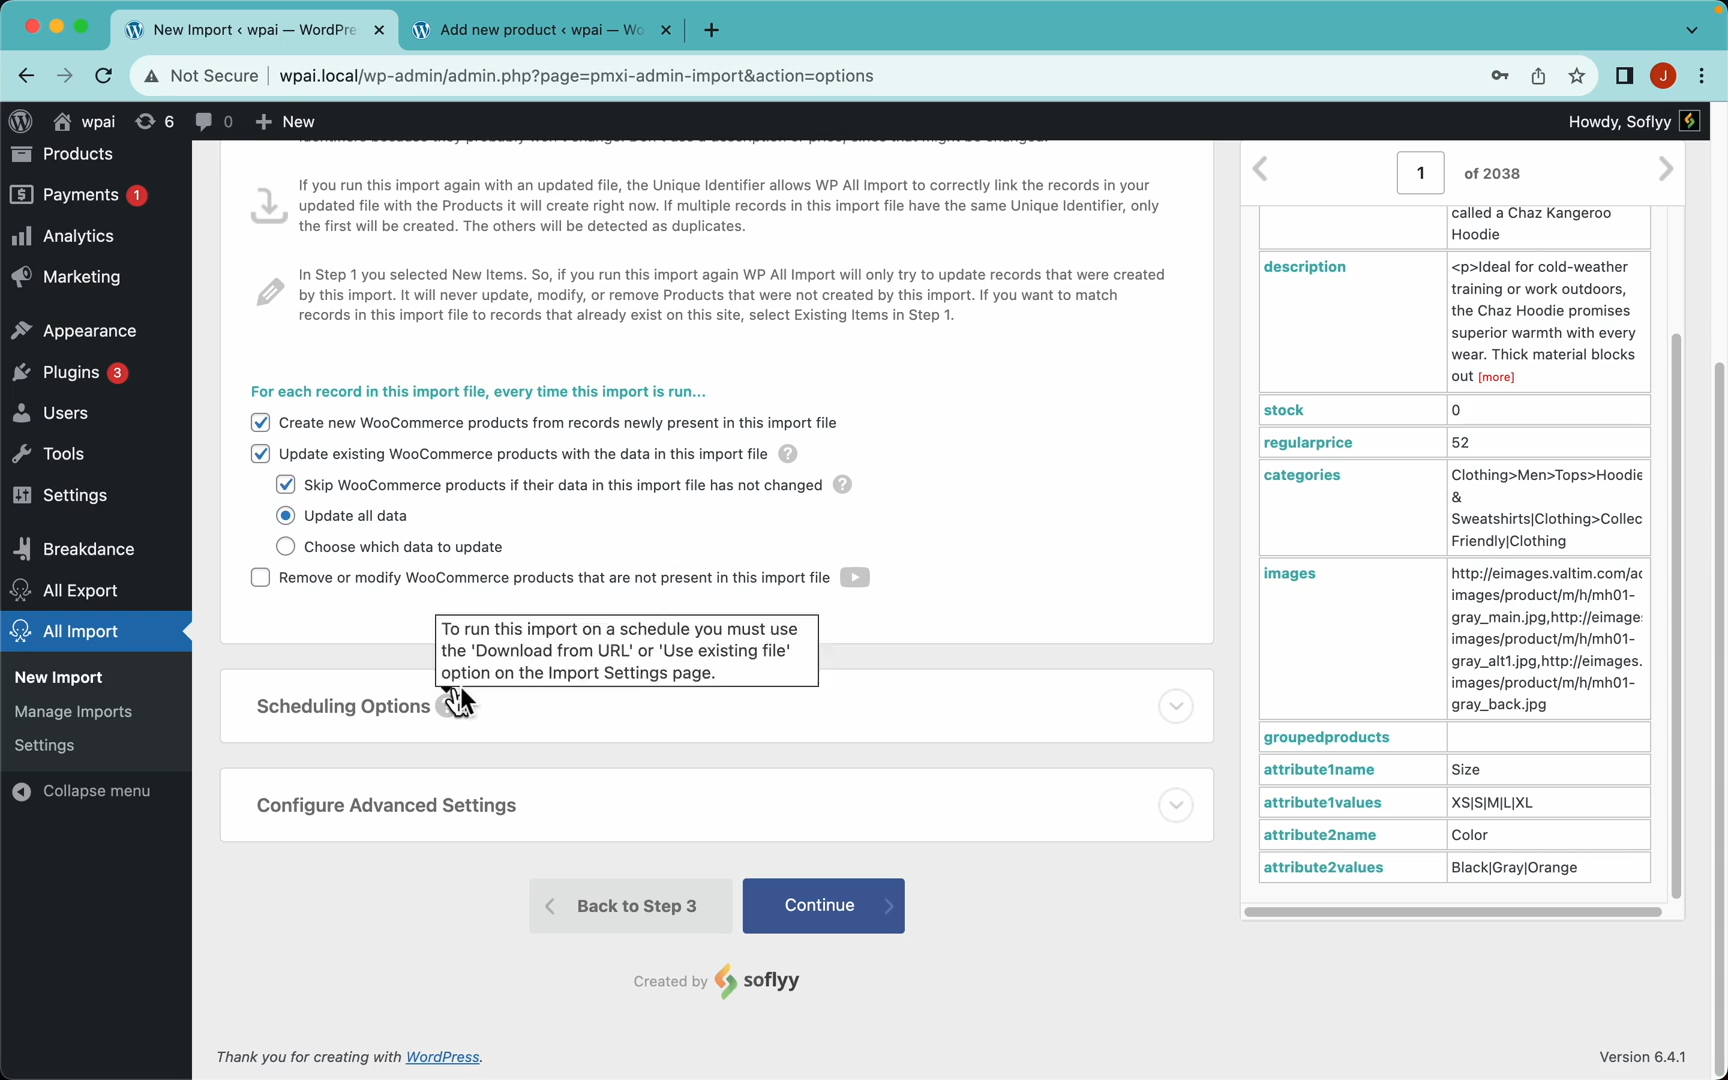 New Import ‹ wpai — WordPre
Add new product ‹ wpai — Wo
Not Secure
wpai.local/wp-admin/admin.php?page=pmxi-admin-import&action=options
J
wpai
6
0
New
Howdy, Soflyy
Products
Payments 1
Analytics
Marketing
Appearance
Plugins 3
Users
Tools
Settings
Breakdance
All Export
All Import
New Import
Manage Imports
Settings
Collapse menu
If you run this import again with an updated file, the Unique Identifier allows WP All Import to correctly link the records in your
updated file with the Products it will create right now. If multiple records in this import file have the same Unique Identifier, only
the first will be created. The others will be detected as duplicates.
In Step 1 you selected New Items. So, if you run this import again WP All Import will only try to update records that were created
by this import. It will never update, modify, or remove Products that were not created by this import. If you want to match
records in this import file to records that already exist on this site, select Existing Items in Step 1.
For each record in this import file, every time this import is run...
Create new WooCommerce products from records newly present in this import file
Update existing WooCommerce products with the data in this import file ?
Skip WooCommerce products if their data in this import file has not changed ?
Update all data
Choose which data to update
Remove or modify WooCommerce products that are not present in this import file
To run this import on a schedule you must use
the 'Download from URL' or 'Use existing file'
option on the Import Settings page.
Scheduling Options
Configure Advanced Settings
Back to Step 3
Continue
Created by soflyy
Thank you for creating with WordPress.
Version 6.4.1
1 of 2038
called a Chaz Kangeroo
Hoodie
description
<p>Ideal for cold-weather
training or work outdoors,
the Chaz Hoodie promises
superior warmth with every
wear. Thick material blocks
out [more]
stock
0
regularprice
52
categories
Clothing>Men>Tops>Hoodie
&
Sweatshirts|Clothing>Collec
Friendly|Clothing
images
http://eimages.valtim.com/ac
images/product/m/h/mh01-
gray_main.jpg,http://eimage:
images/product/m/h/mh01-
gray_alt1.jpg,http://eimages.
images/product/m/h/mh01-
gray_back.jpg
groupedproducts
attribute1name
Size
attribute1values
XS|S|M|L|XL
attribute2name
Color
attribute2values
Black|Gray|Orange